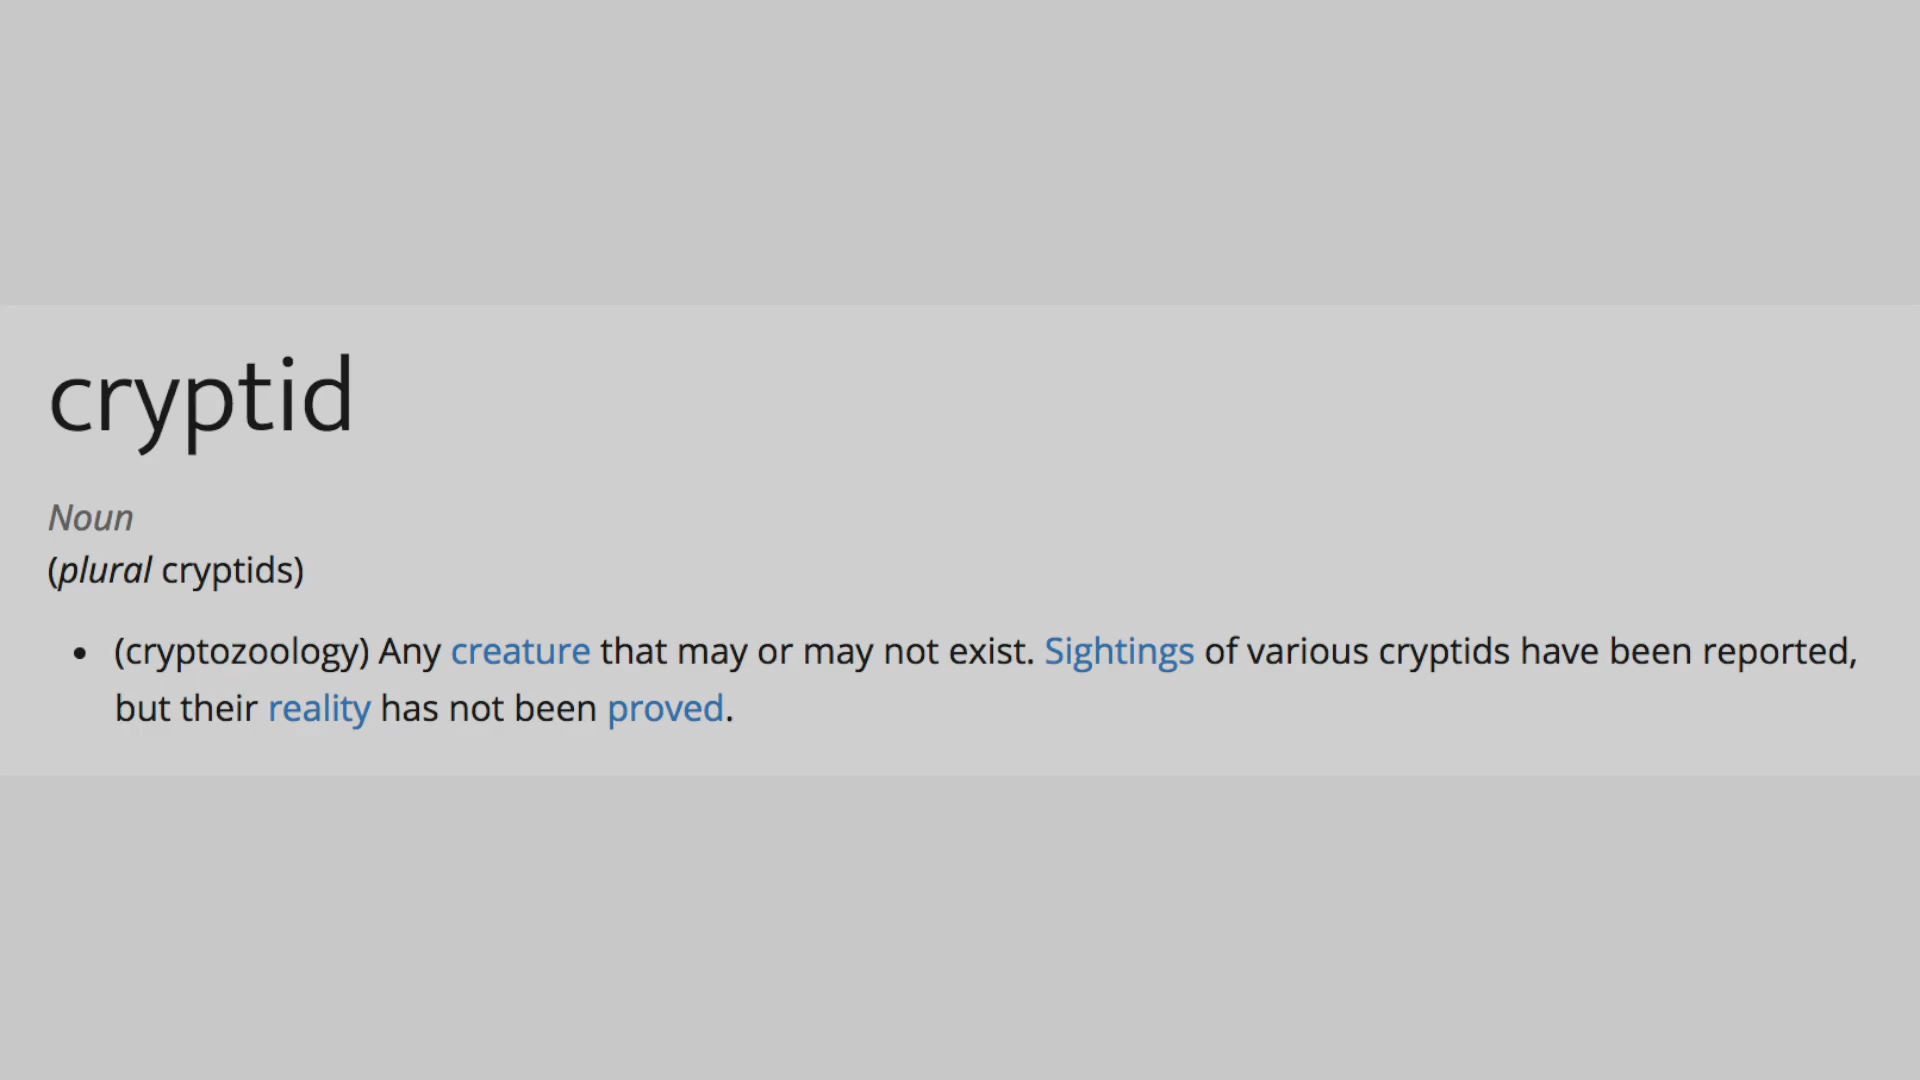 cryptid
Noun
(plural cryptids)
• (cryptozoology) Any creature that may or may not exist. Sightings of various cryptids have been reported,
but their reality has not been proved.